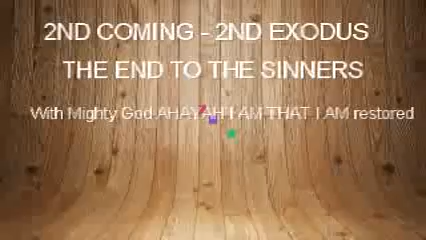 2ND COMING - 2ND EXODUS
THE END TO THE SINNERS
With Mighty God AHAYAH I AM THAT I AM restored